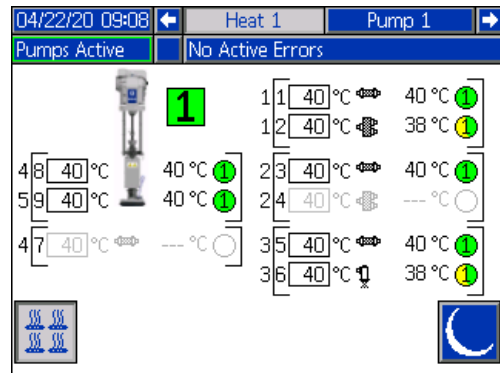 04/22/20 09:08 Heat 1 Pump 1
Pumps Active No Active Errors
1
1 1 40 °C 40 °C 1
1 2 40 °C 38 °C 1
4 8 40 °C 40 °C 1
2 3 40 °C 40 °C 1
5 9 40 °C 40 °C 1
2 4 40 °C --- °C
4 7 40 °C --- °C
3 5 40 °C 40 °C 1
3 6 40 °C 38 °C 1